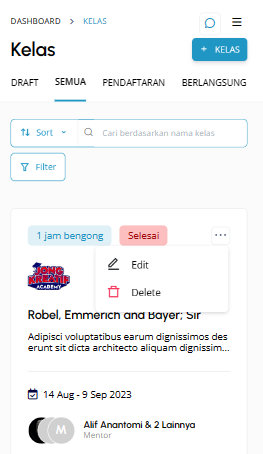 DASHBOARD > KELAS
Kelas
+ KELAS
DRAFT SEMUA PENDAFTARAN BERLANGSUNG
Sort
Cari berdasarkan nama kelas
Filter
1 jam bengong
Selesai
Edit
Delete
JONG
KREATIF
ACADEMY
Robel, Emmerich and Bayer; Sir
Adipisci voluptatibus earum dignissimos des
erunt sit dicta architecto aliquam dignissim...
14 Aug - 9 Sep 2023
M
Alif Anantomi & 2 Lainnya
Mentor